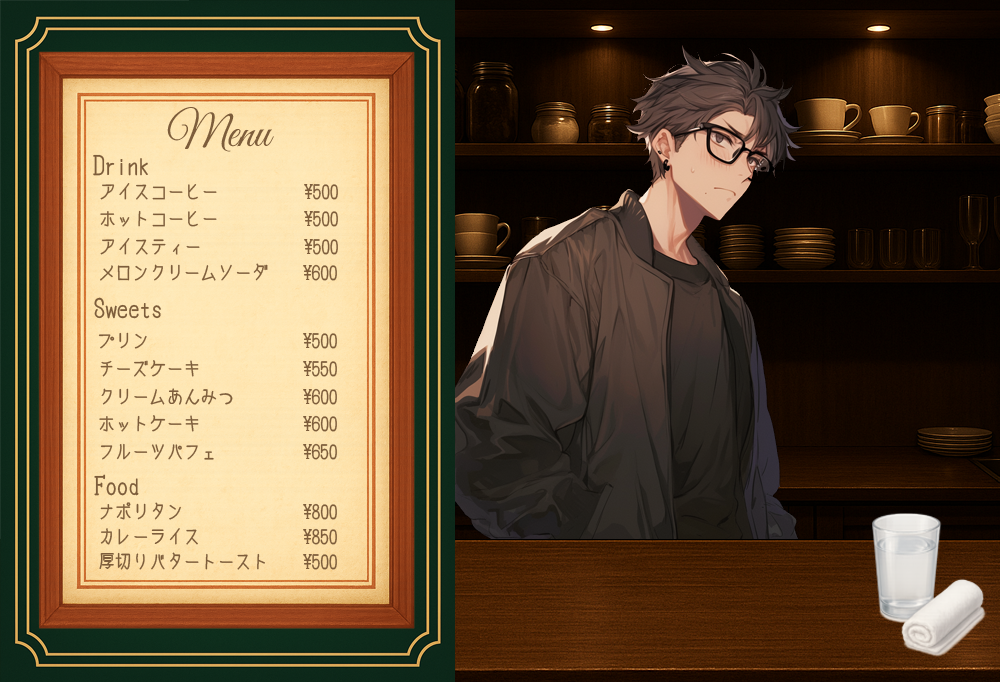 Menu
Drink
アイスコーヒー ¥500
ホットコーヒー ¥500
アイスティー ¥500
メロンクリームソーダ ¥600
Sweets
プリン ¥500
チーズケーキ ¥550
クリームあんみつ ¥600
ホットケーキ ¥600
フルーツパフェ ¥650
Food
ナポリタン ¥800
カレーライス ¥850
厚切りバタートースト ¥500